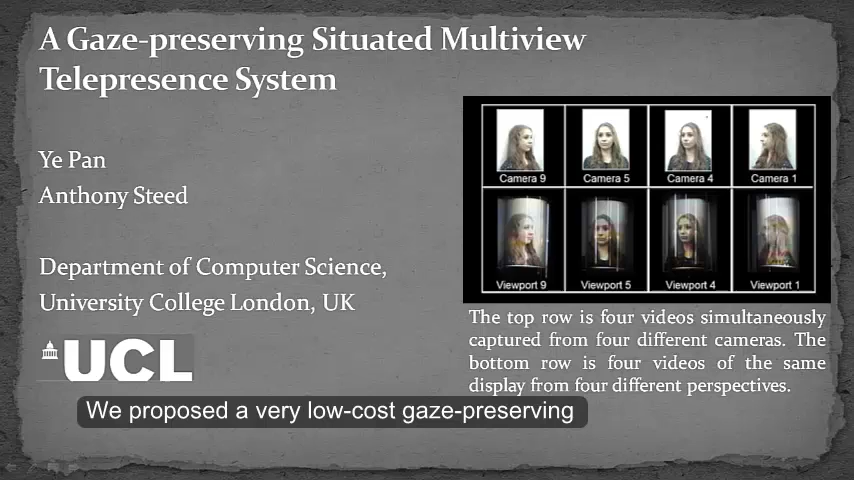 A Gaze-preserving Situated Multiview
Telepresence System
Ye Pan
Anthony Steed
Department of Computer Science,
University College London, UK
UCL
Camera 9
Camera 5
Camera 4
Camera 1
Viewport 9
Viewport 5
Viewport 4
Viewport 1
The top row is four videos simultaneously
captured from four different cameras. The
bottom row is four videos of the same
display from four different perspectives.
We proposed a very low-cost gaze-preserving